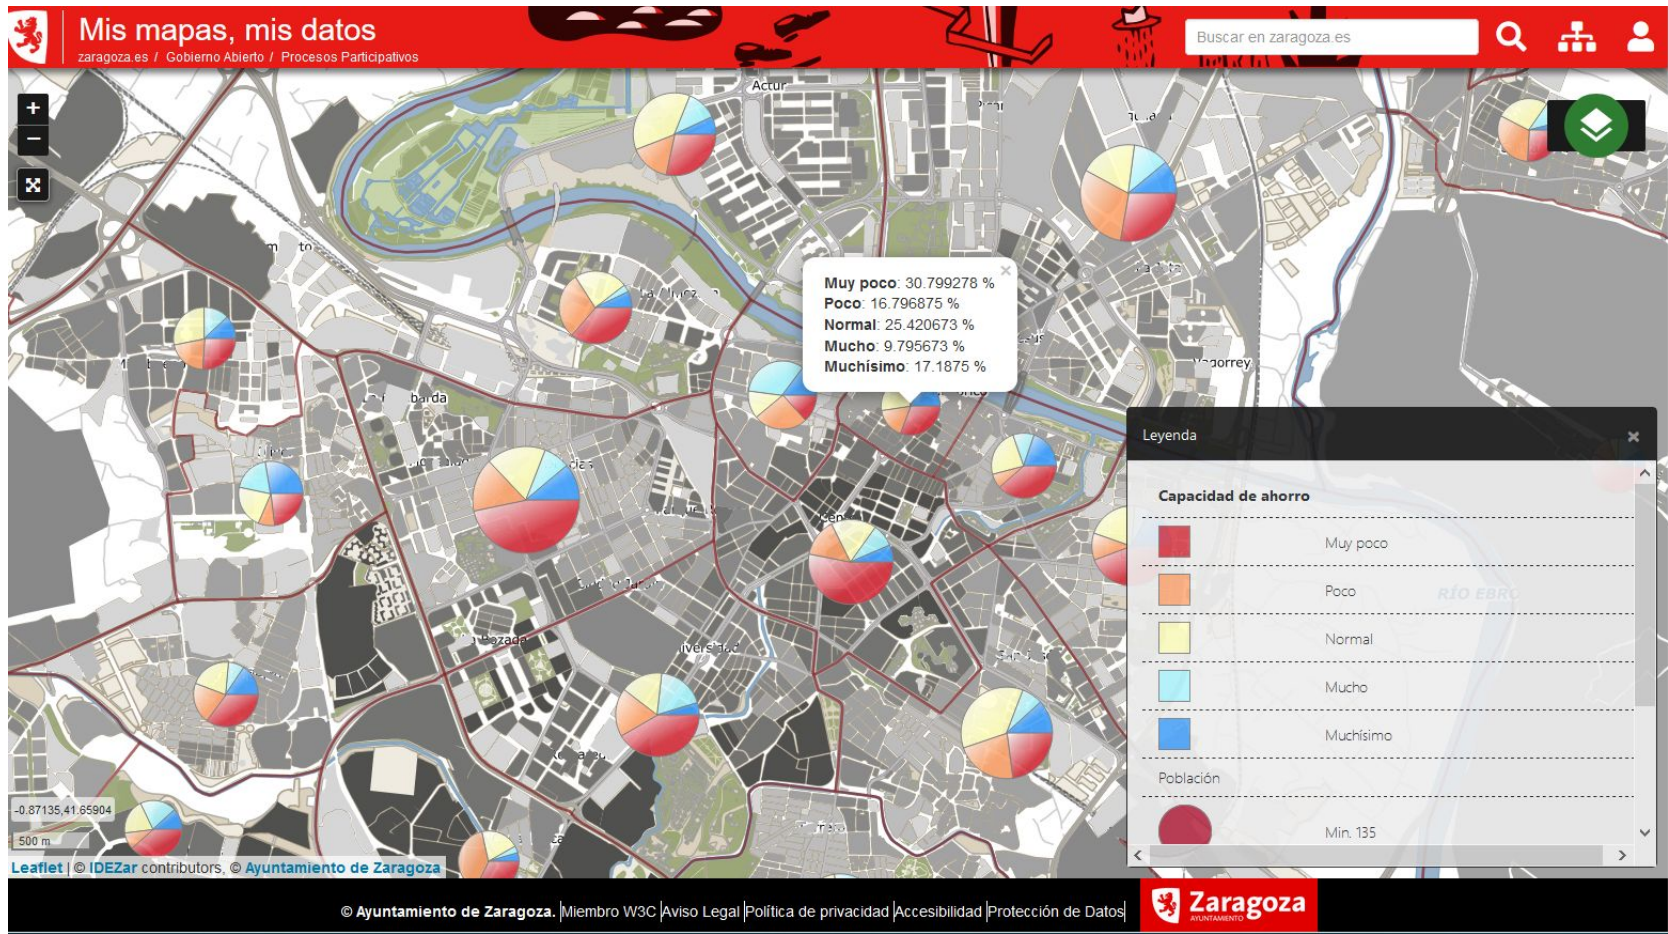 Mis mapas, mis datos
zaragoza.es / Gobierno Abierto / Procesos Participativos
Buscar en zaragoza.es
+
−
Actur
Muy poco: 30.799278 %
Poco: 16.796875 %
Normal: 25.420673 %
Mucho: 9.795673 %
Muchísimo: 17.1875 %
×
Leyenda
×
Capacidad de ahorro
Muy poco
Poco
RÍO EBRO
Normal
Mucho
Muchísimo
Población
Min. 135
-0.87135,41.65904
500 m
Leaflet | © IDEZar contributors, © Ayuntamiento de Zaragoza
© Ayuntamiento de Zaragoza. |Miembro W3C |Aviso Legal |Política de privacidad |Accesibilidad |Protección de Datos|
Zaragoza
AYUNTAMIENTO